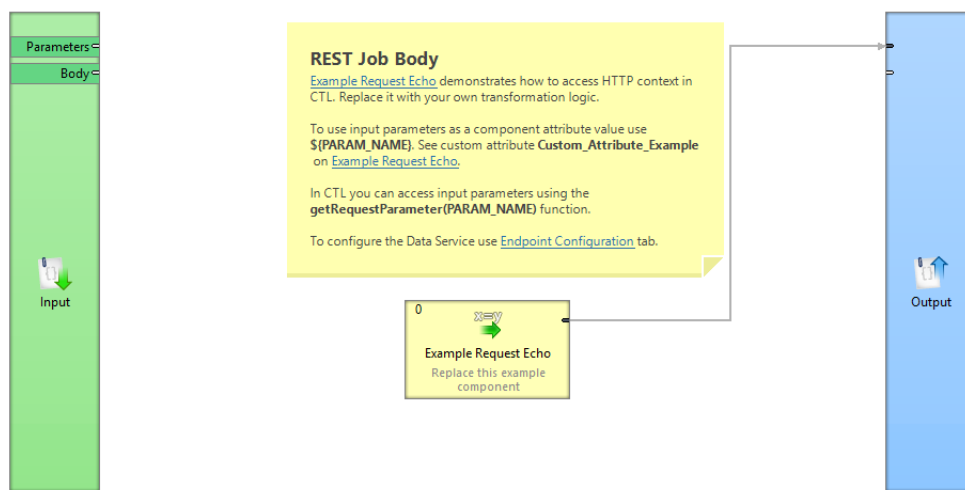 Parameters
Body
Input
REST Job Body
Example Request Echo demonstrates how to access HTTP context in
CTL. Replace it with your own transformation logic.
To use input parameters as a component attribute value use
${PARAM_NAME}. See custom attribute Custom_Attribute_Example
on Example Request Echo.
In CTL you can access input parameters using the
getRequestParameter(PARAM_NAME) function.
To configure the Data Service use Endpoint Configuration tab.
0
x=y
Example Request Echo
Replace this example
component
Output